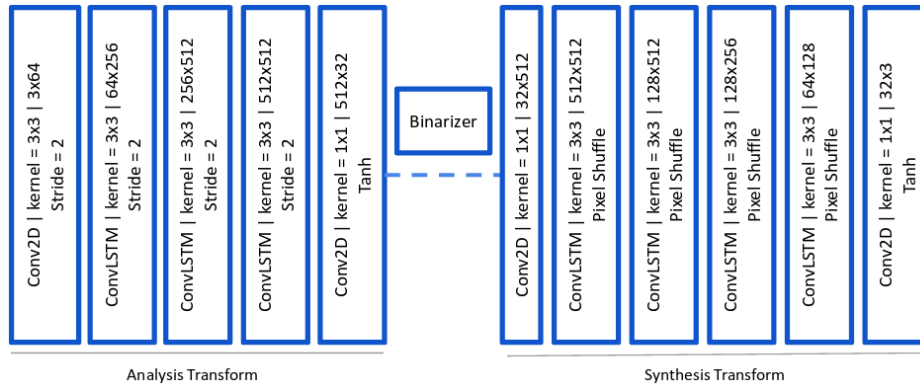 Conv2D | kernel = 3x3 | 3x64
Stride = 2
ConvLSTM | kernel = 3x3 | 64x256
Stride = 2
ConvLSTM | kernel = 3x3 | 256x512
Stride = 2
ConvLSTM | kernel = 3x3 | 512x512
Stride = 2
Conv2D | kernel = 1x1 | 512x32
Tanh
Binarizer
Conv2D | kernel = 1x1 | 32x512
ConvLSTM | kernel = 3x3 | 512x512
Pixel Shuffle
ConvLSTM | kernel = 3x3 | 128x512
Pixel Shuffle
ConvLSTM | kernel = 3x3 | 128x256
Pixel Shuffle
ConvLSTM | kernel = 3x3 | 64x128
Pixel Shuffle
Conv2D | kernel = 1x1 | 32x3
Tanh
Analysis Transform
Synthesis Transform